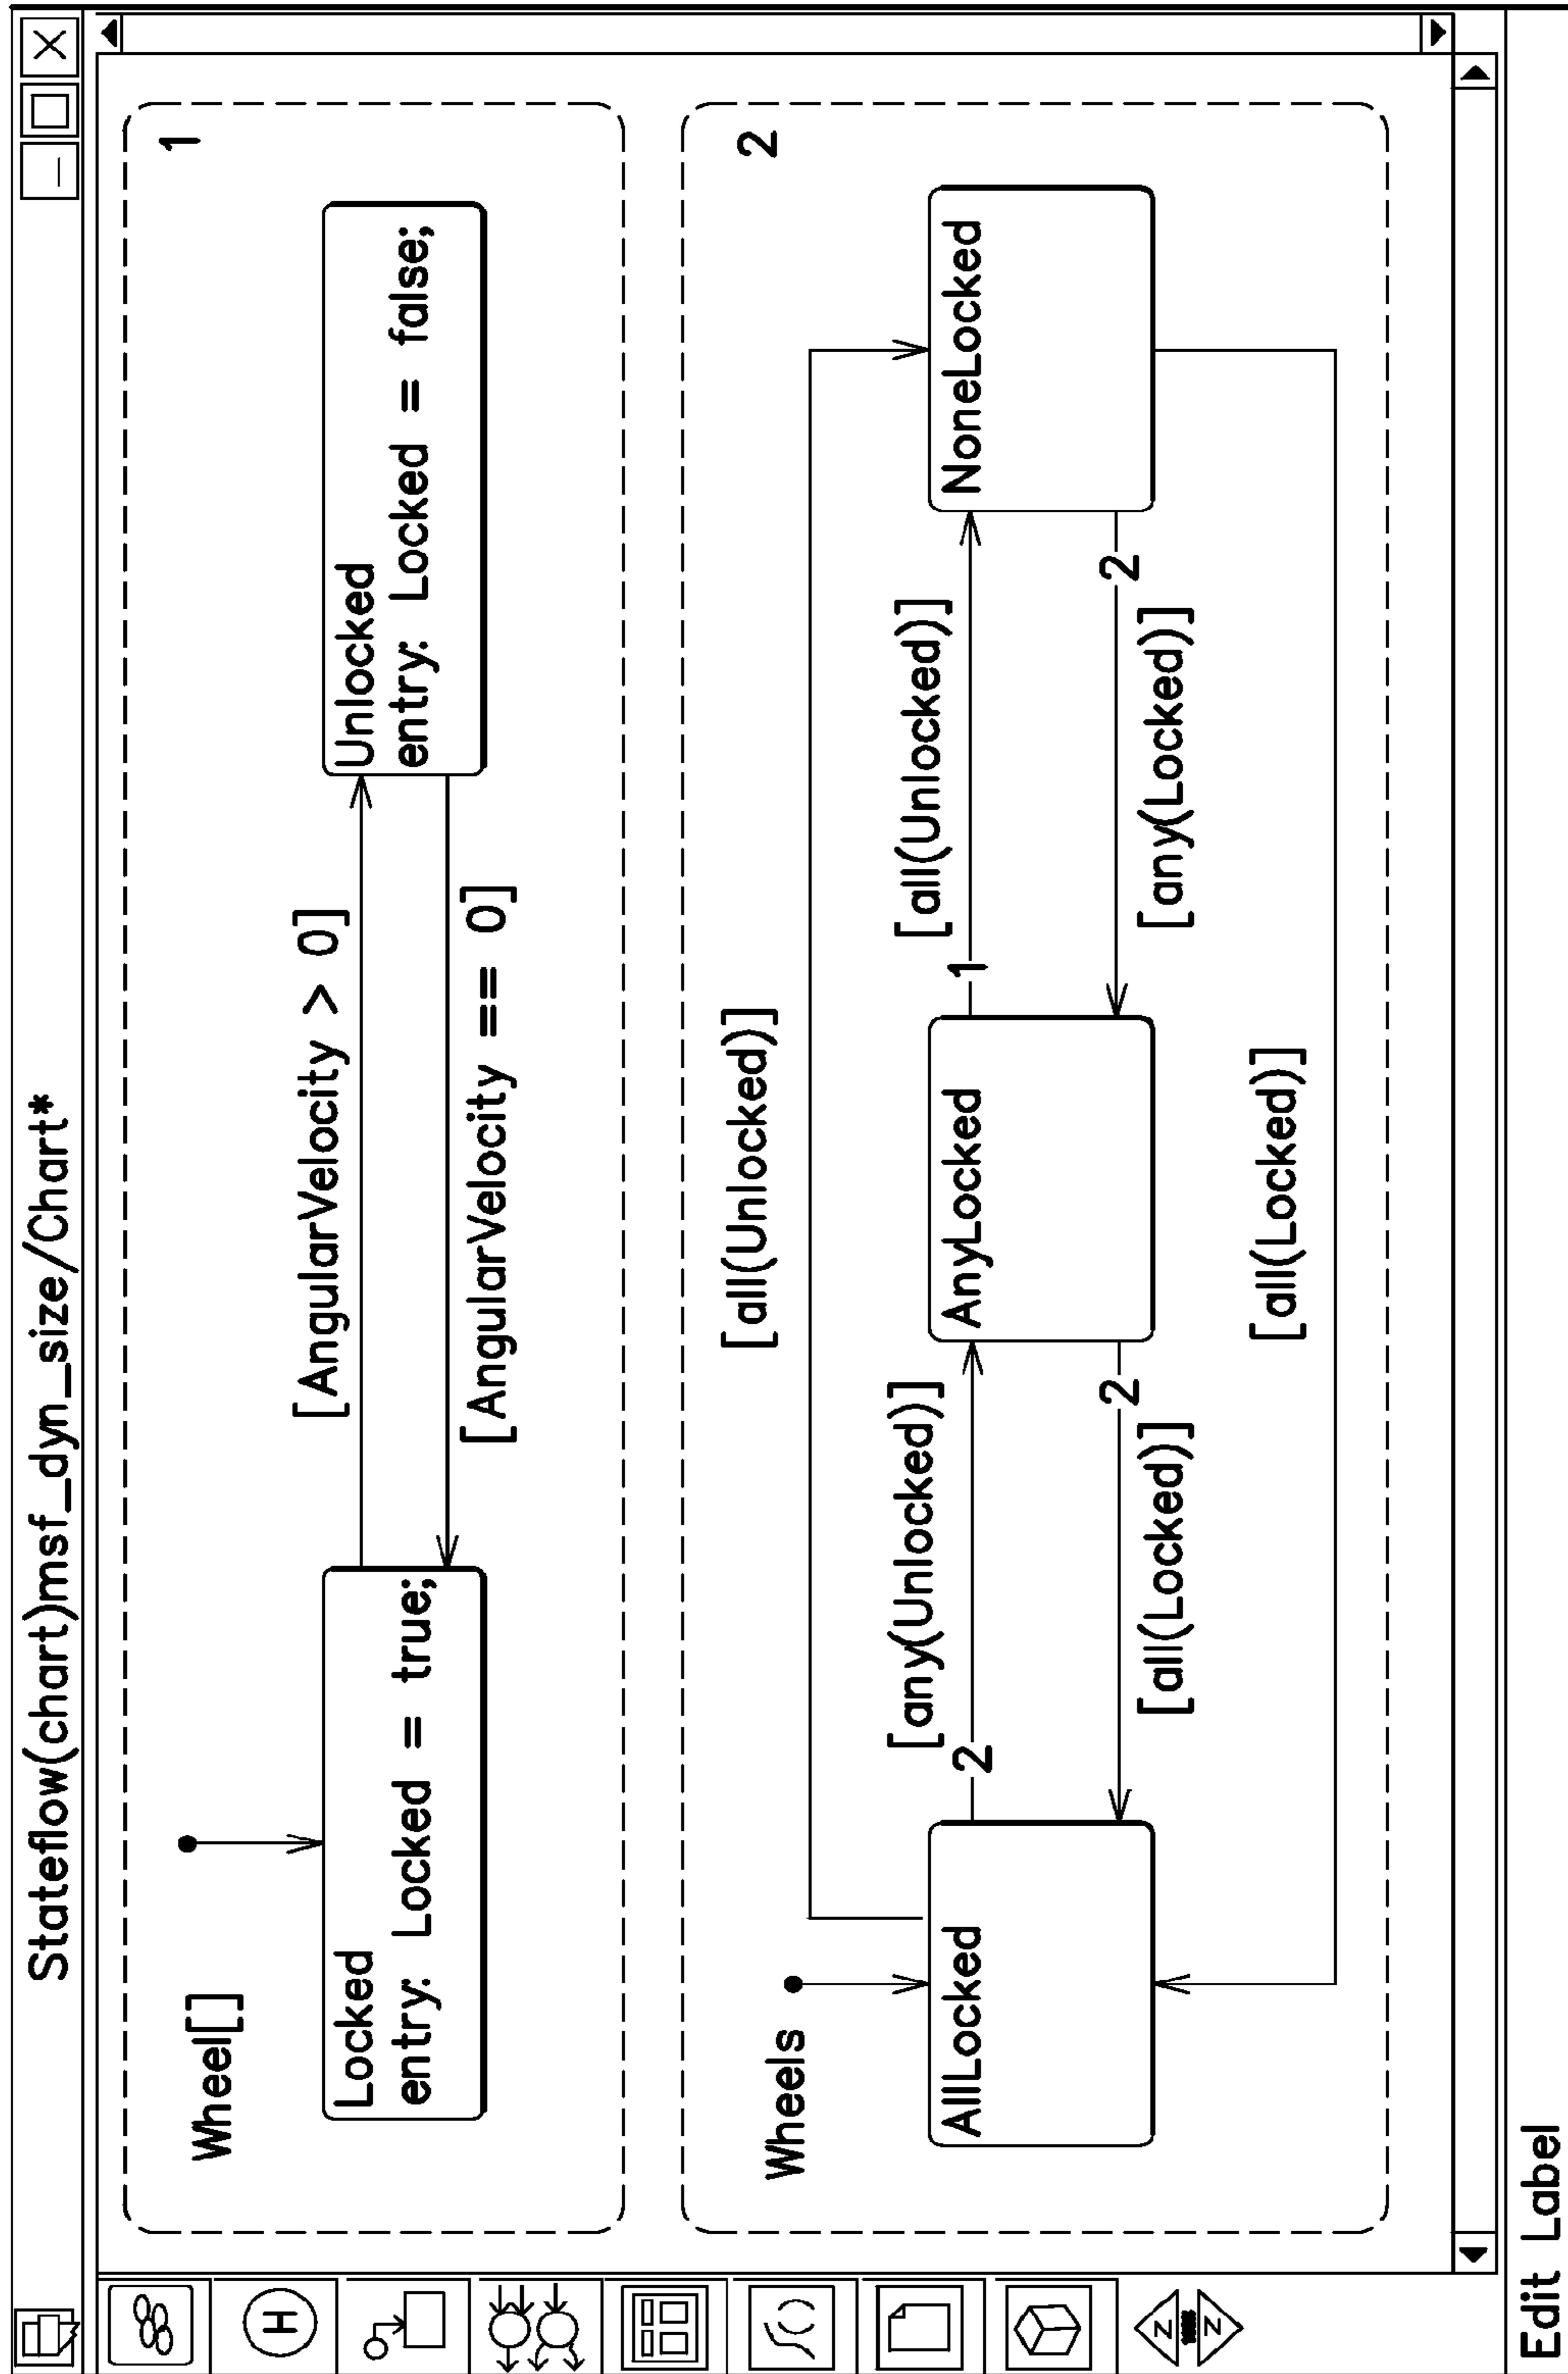 Stateflow(chart)msf_dyn_size/Chart*
Wheel[]
1
Locked
entry: Locked = true;
[AngularVelocity > 0]
[AngularVelocity == 0]
Unlocked
entry: Locked = false;
Wheels
2
[all(Unlocked)]
AllLocked
2
[any(Unlocked)]
2
[all(Locked)]
AnyLocked
1
[all(Unlocked)]
2
[any(Locked)]
NoneLocked
[all(Locked)]
H
Z
Z
Edit Label